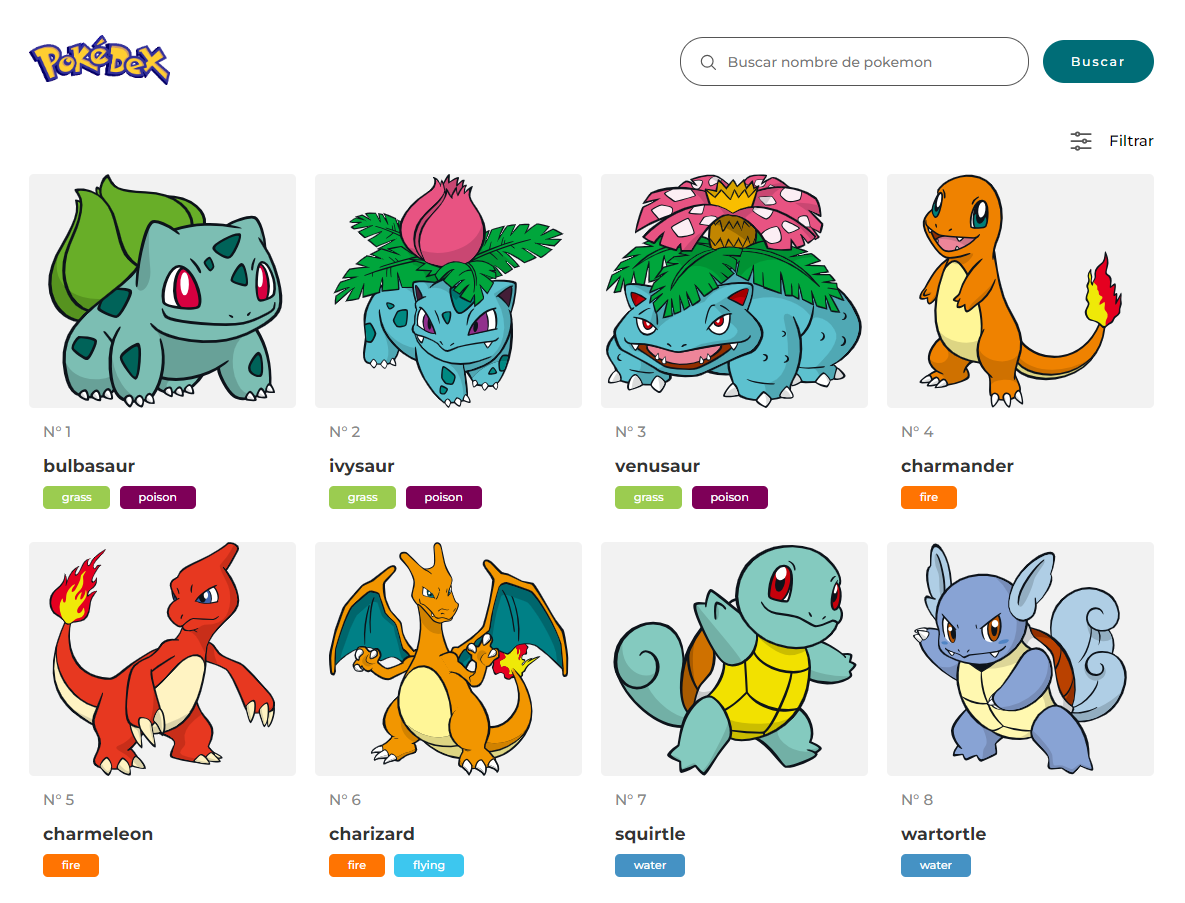 POKéDEX
Buscar nombre de pokemon
Buscar
Filtrar
N° 1
bulbasaur
grass poison
N° 2
ivysaur
grass poison
N° 3
venusaur
grass poison
N° 4
charmander
fire
N° 5
charmeleon
fire
N° 6
charizard
fire flying
N° 7
squirtle
water
N° 8
wartortle
water